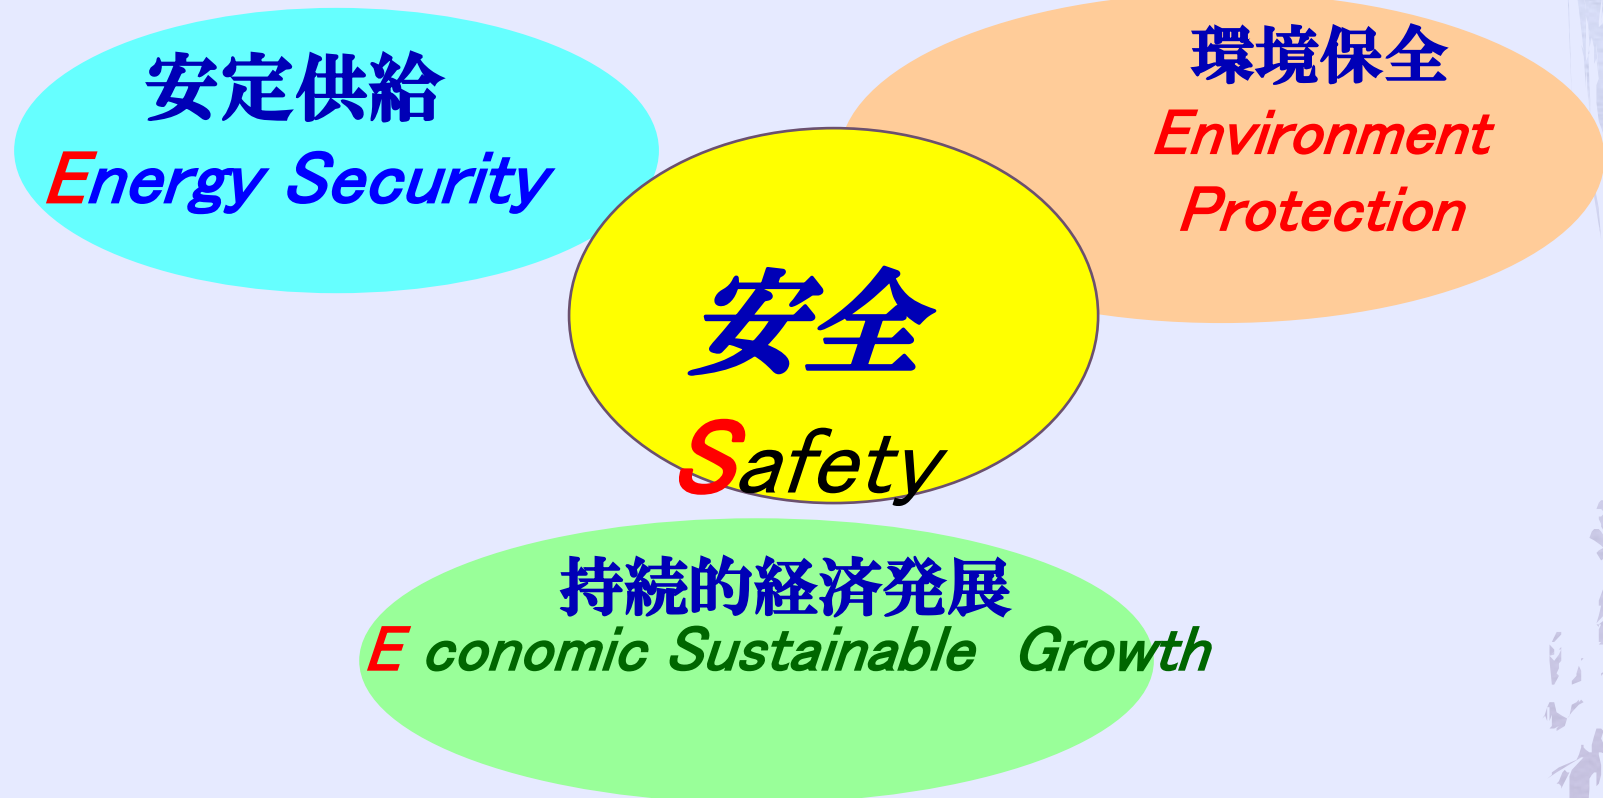 安定供給
Energy Security
環境保全
Environment
Protection
安全
Safety
持続的経済発展
E conomic Sustainable Growth